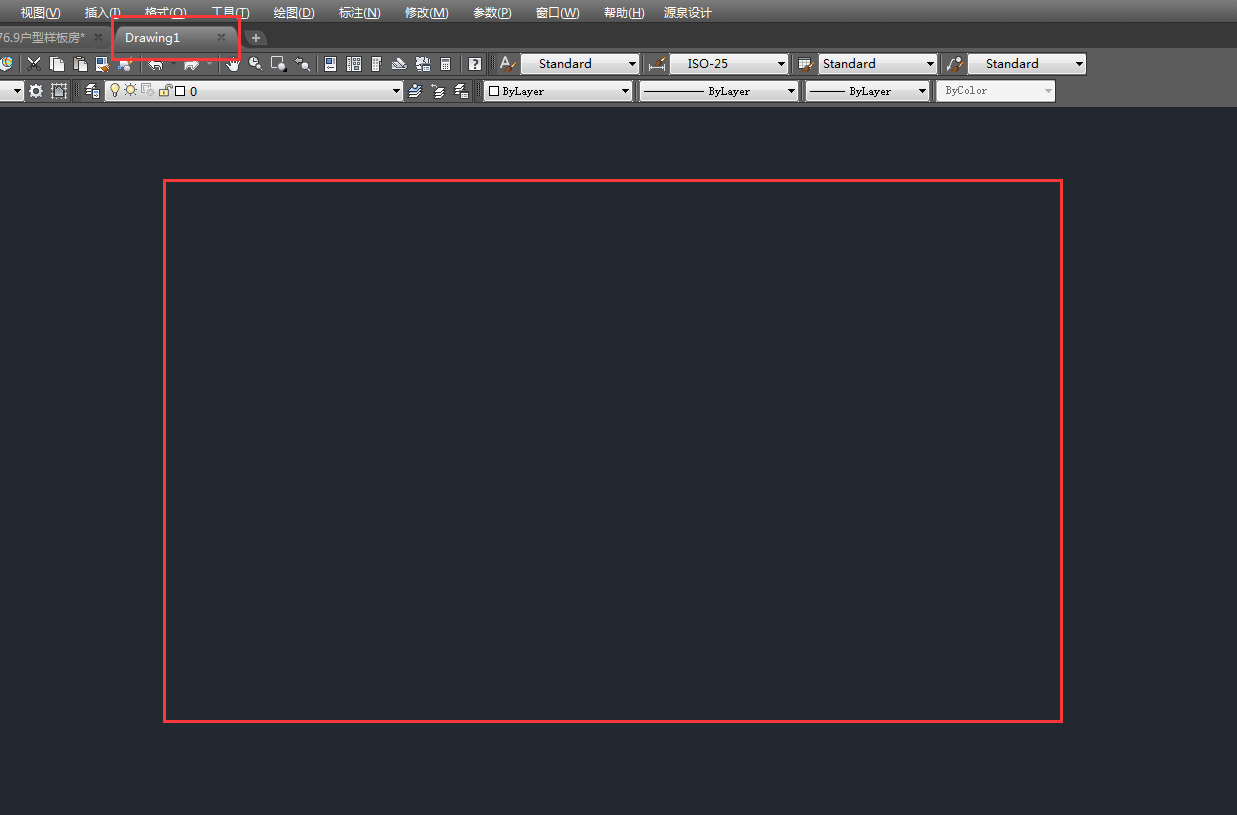 视图(V) 插入(I) 格式(O) 工具(T) 绘图(D) 标注(N) 修改(M) 参数(P) 窗口(W) 帮助(H) 源泉设计
76.9户型样板房* Drawing1
Standard ISO-25 Standard Standard
0 ByLayer ByLayer ByLayer ByColor